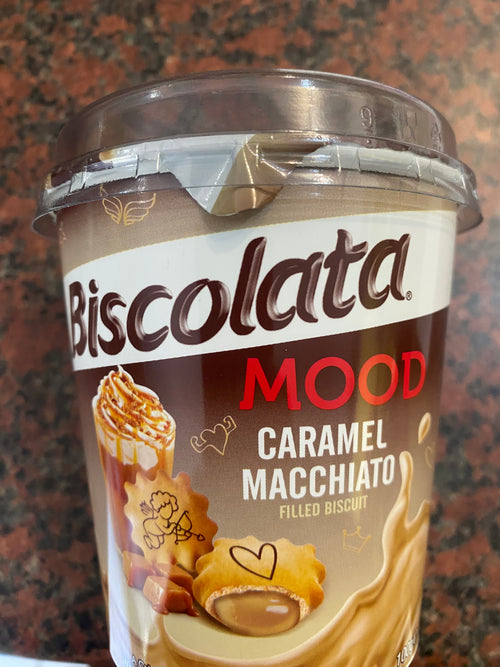 Biscolata®
MOOD
CARAMEL
MACCHIATO
FILLED BISCUIT